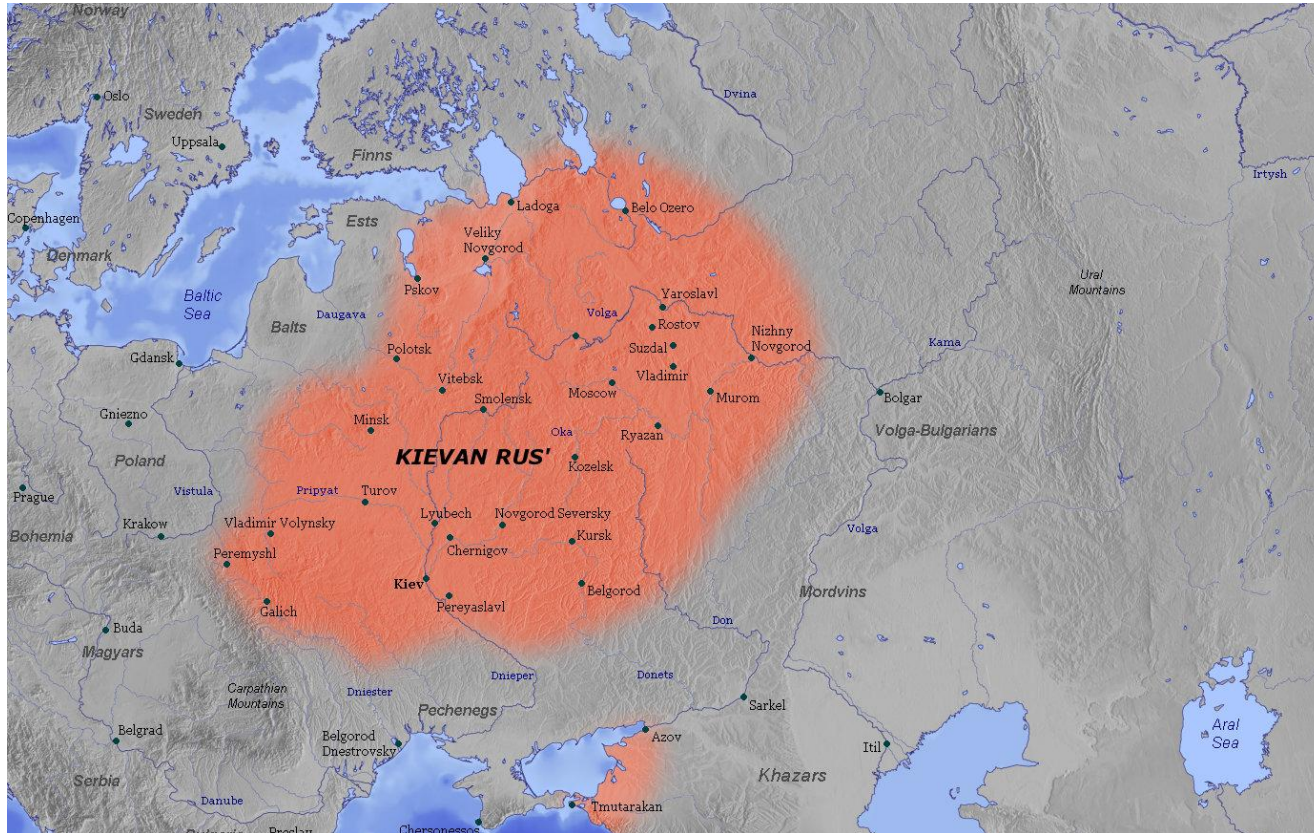 Norway
Oslo
Sweden
Uppsala
Finns
Dvina
Irtysh
Copenhagen
Ests
Ladoga
Belo Ozero
Denmark
Veliky
Novgorod
Baltic
Sea
Pskov
Ural
Mountains
Daugava
Balts
Volga
Yaroslavl
Rostov
Suzdal
Nizhny
Novgorod
Kama
Gdansk
Polotsk
Vitebsk
Vladimir
Moscow
Murom
Bolgar
Smolensk
Gniezno
Minsk
Oka
Ryazan
Volga-Bulgarians
Poland
KIEVAN RUS'
Kozelsk
Prague
Vistula
Pripyat
Turov
Krakow
Vladimir Volynsky
Lyubech
Novgorod Seversky
Volga
Bohemia
Chernigov
Kursk
Peremyshl
Kiev
Belgorod
Mordvins
Galich
Pereyaslavl
Buda
Don
Magyars
Carpathian
Mountains
Dniester
Dnieper
Donets
Sarkel
Pechenegs
Belgrad
Belgorod
Dnestrovsky
Azov
Itil
Aral
Sea
Serbia
Khazars
Danube
Tmutarakan
Bulgaria
Preslav
Chersonessos